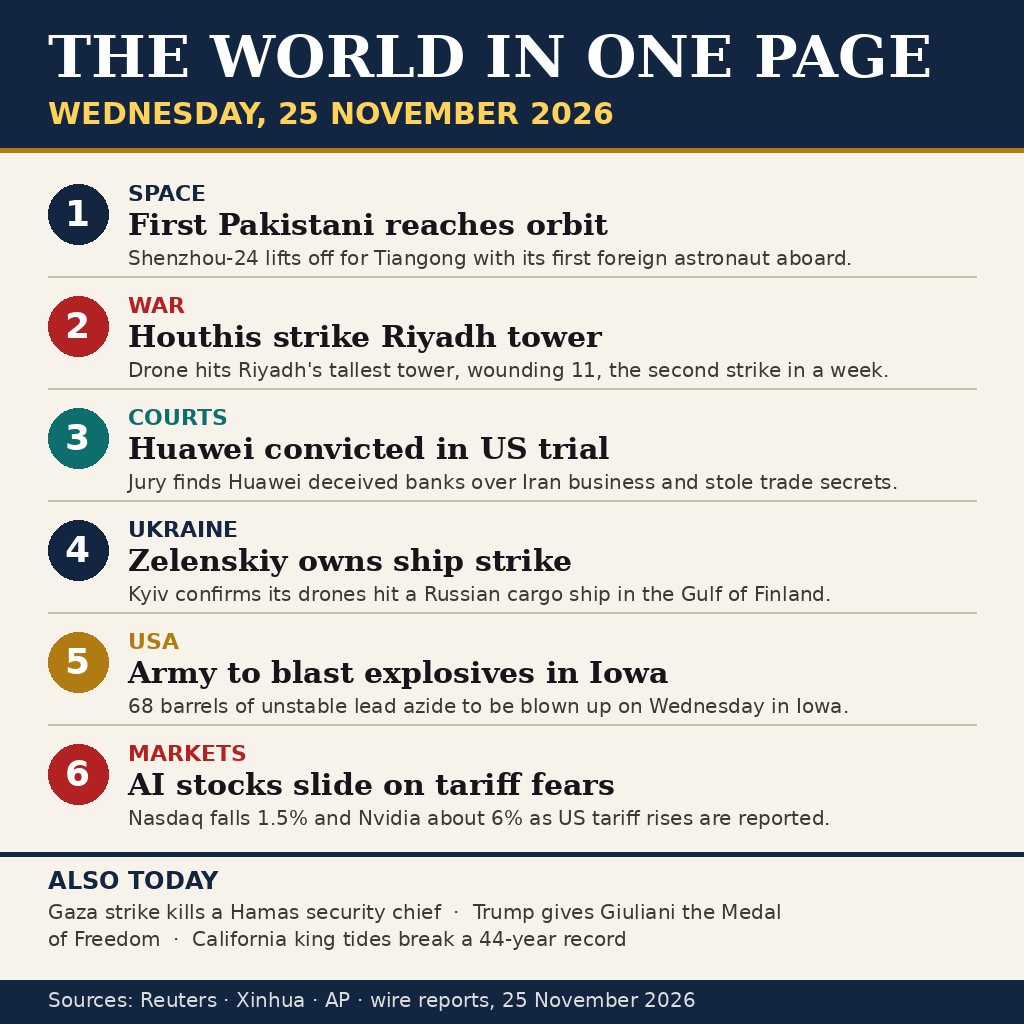 THE WORLD IN ONE PAGE
WEDNESDAY, 25 NOVEMBER 2026
1
SPACE
First Pakistani reaches orbit
Shenzhou-24 lifts off for Tiangong with its first foreign astronaut aboard.
2
WAR
Houthis strike Riyadh tower
Drone hits Riyadh's tallest tower, wounding 11, the second strike in a week.
3
COURTS
Huawei convicted in US trial
Jury finds Huawei deceived banks over Iran business and stole trade secrets.
4
UKRAINE
Zelenskiy owns ship strike
Kyiv confirms its drones hit a Russian cargo ship in the Gulf of Finland.
5
USA
Army to blast explosives in Iowa
68 barrels of unstable lead azide to be blown up on Wednesday in Iowa.
6
MARKETS
AI stocks slide on tariff fears
Nasdaq falls 1.5% and Nvidia about 6% as US tariff rises are reported.
ALSO TODAY
Gaza strike kills a Hamas security chief · Trump gives Giuliani the Medal
of Freedom · California king tides break a 44-year record
Sources: Reuters · Xinhua · AP · wire reports, 25 November 2026